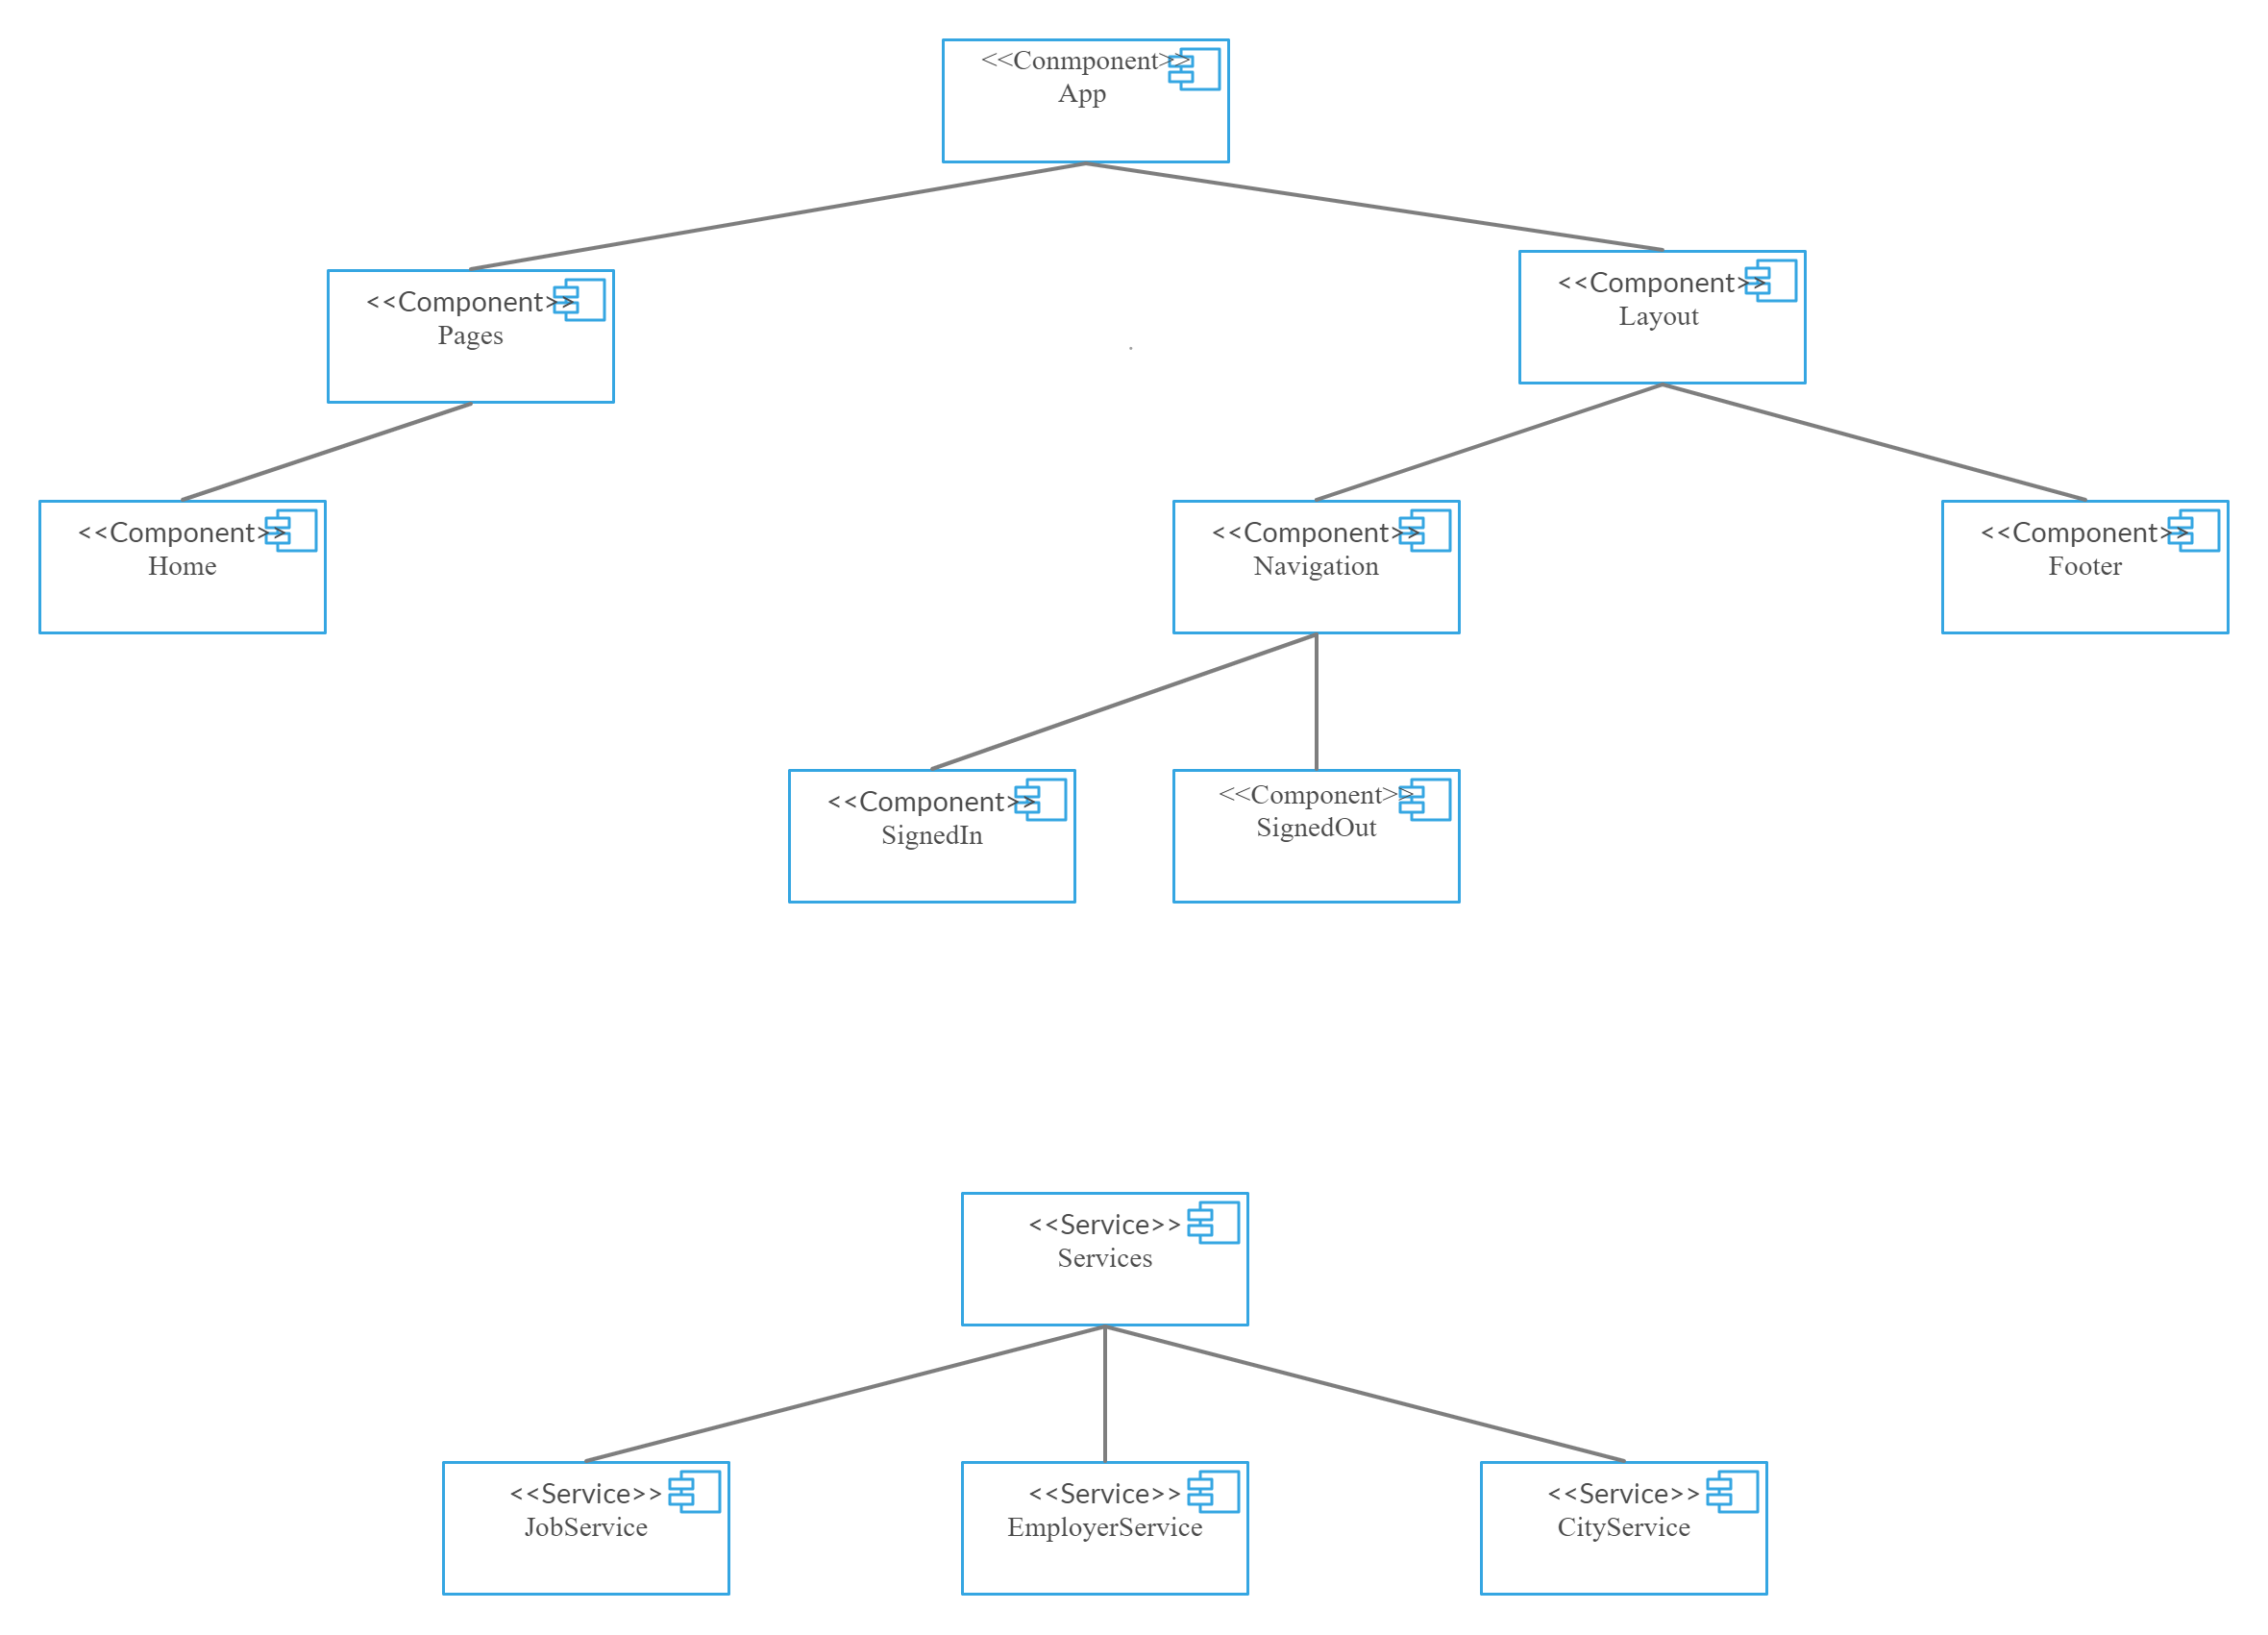 <<Conmponent>>
App
<<Component>>
Pages
<<Component>>
Layout
<<Component>>
Home
<<Component>>
Navigation
<<Component>>
Footer
<<Component>>
SignedIn
<<Component>>
SignedOut
<<Service>>
Services
<<Service>>
JobService
<<Service>>
EmployerService
<<Service>>
CityService